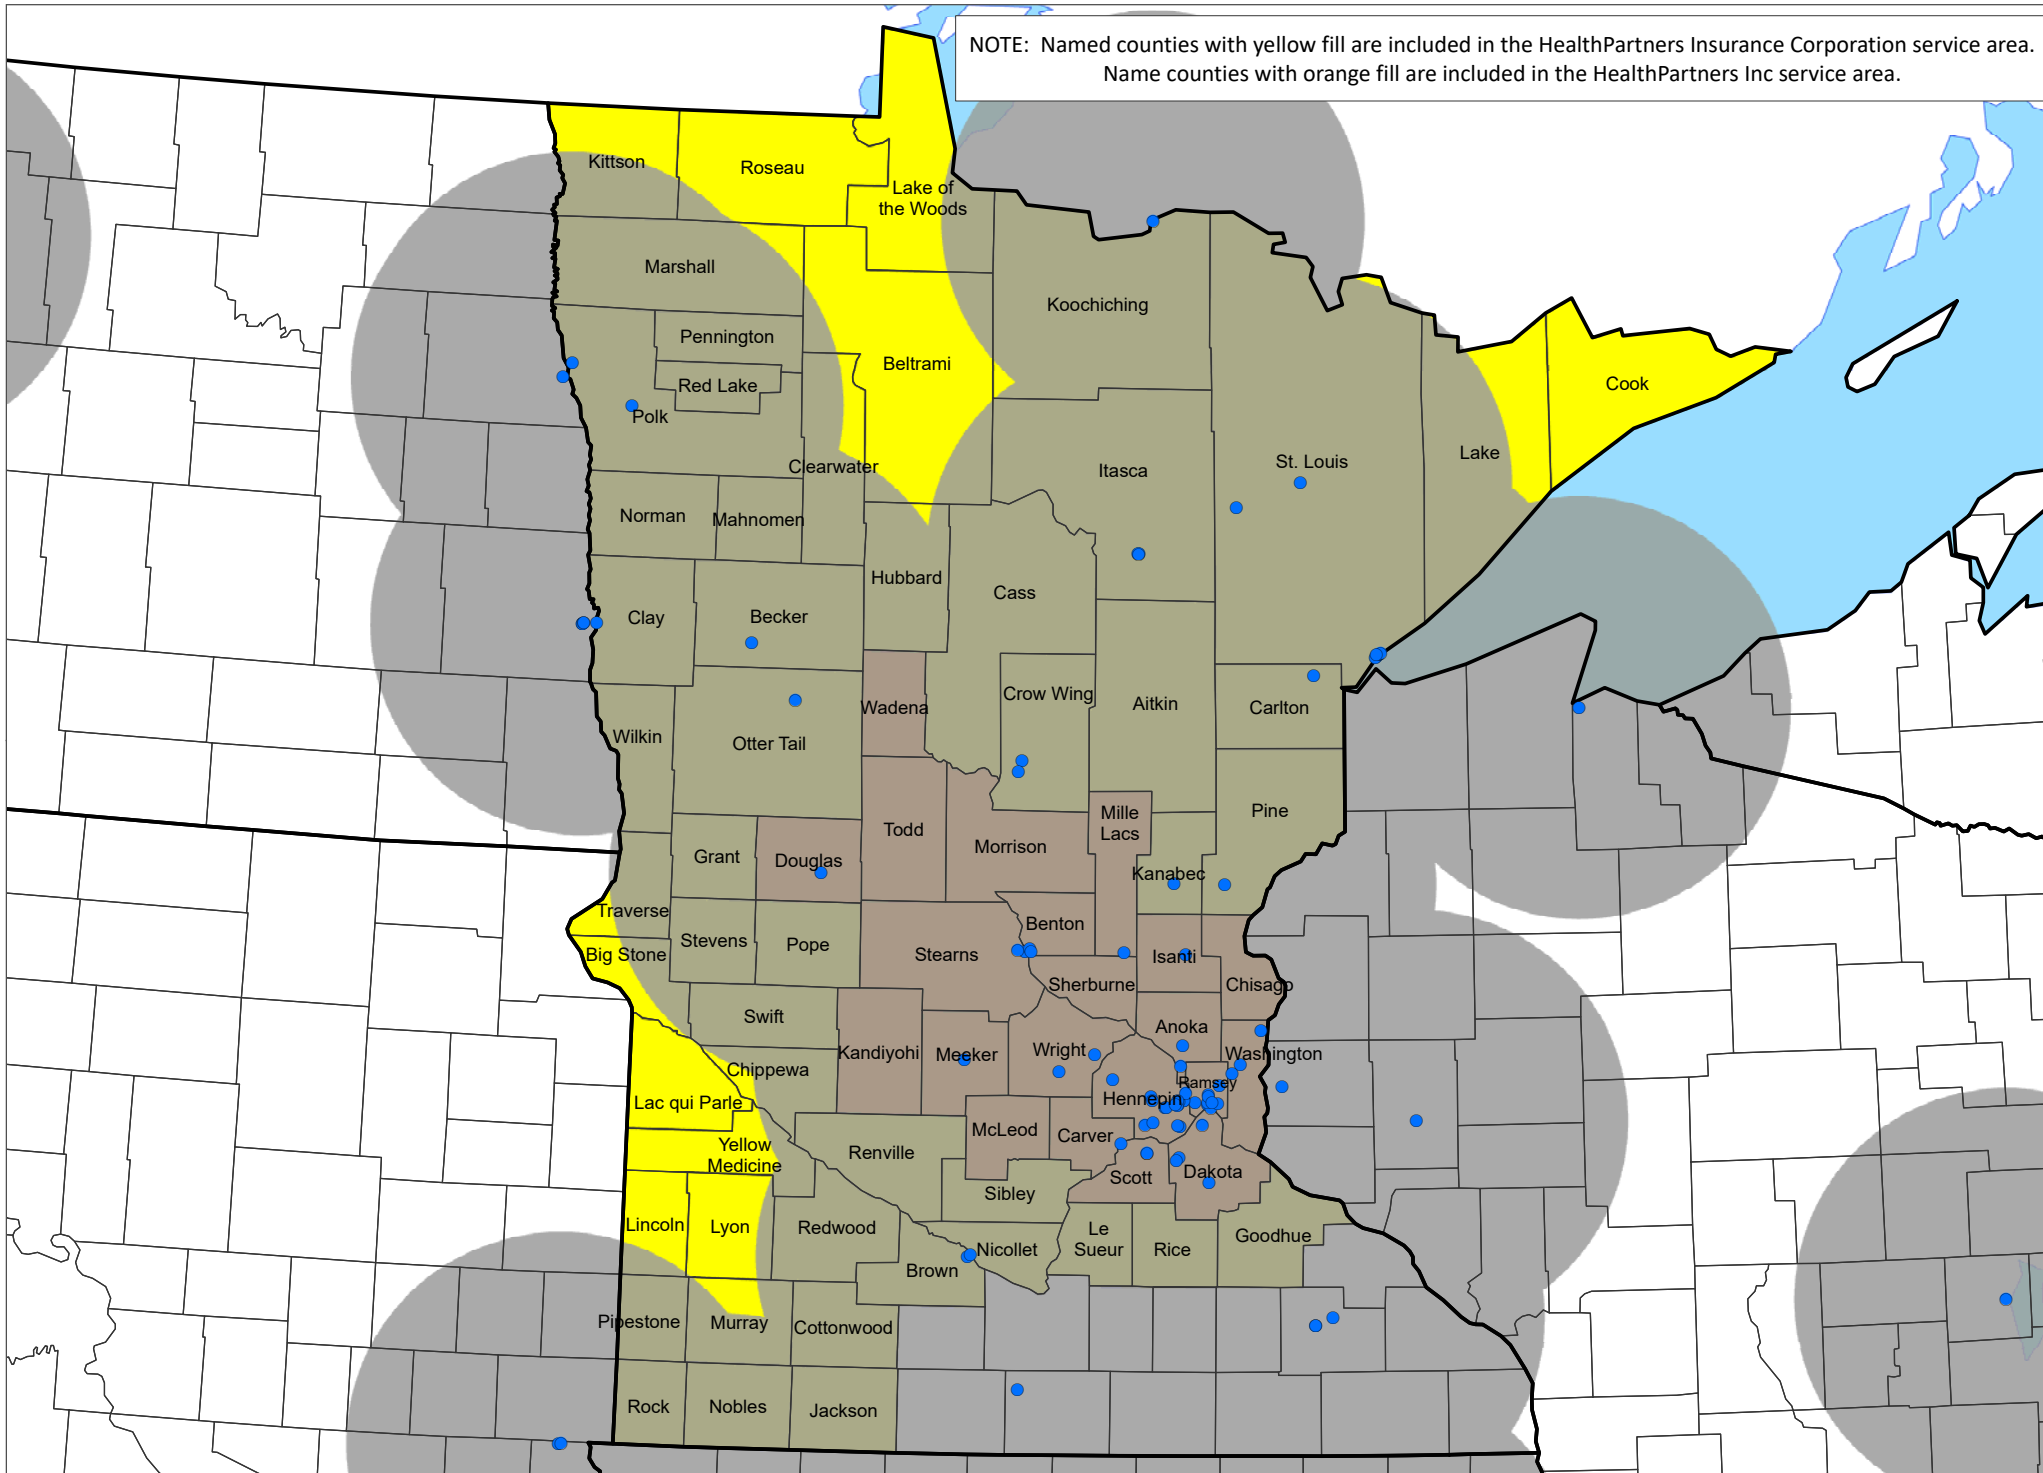 NOTE:  Named counties with yellow fill are included in the HealthPartners Insurance Corporation service area.
Name counties with orange fill are included in the HealthPartners Inc service area.
Kittson
Roseau
Lake of
the Woods
Marshall
Koochiching
Pennington
Beltrami
Red Lake
Cook
Polk
Lake
St. Louis
Clearwater
Itasca
Norman
Mahnomen
Hubbard
Cass
Clay
Becker
Crow Wing
Aitkin
Carlton
Wadena
Wilkin
Otter Tail
Mille
Lacs
Pine
Todd
Morrison
Grant
Douglas
Kanabec
Traverse
Benton
Stevens
Pope
Big Stone
Stearns
Isanti
Sherburne
Chisago
Swift
Anoka
Kandiyohi
Meeker
Wright
Washington
Chippewa
Ramsey
Lac qui Parle
Hennepin
McLeod
Carver
Yellow
Medicine
Renville
Scott
Dakota
Sibley
Lincoln
Lyon
Redwood
Le
Sueur
Rice
Goodhue
Nicollet
Brown
Pipestone
Murray
Cottonwood
Rock
Nobles
Jackson